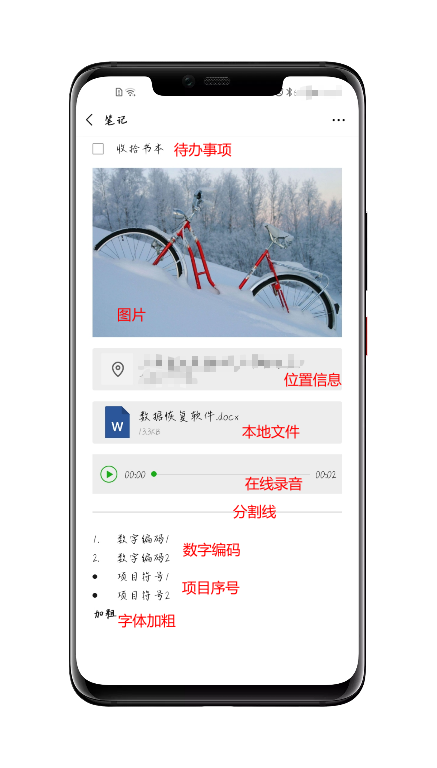 笔记
收拾书本 待办事项
图片
位置信息
数据恢复软件.docx
13.3KB
本地文件
W
00:00 00:02
在线录音
分割线
1. 数字编码1
2. 数字编码2
数字编码
● 项目符号1
● 项目符号2
项目序号
加粗 字体加粗